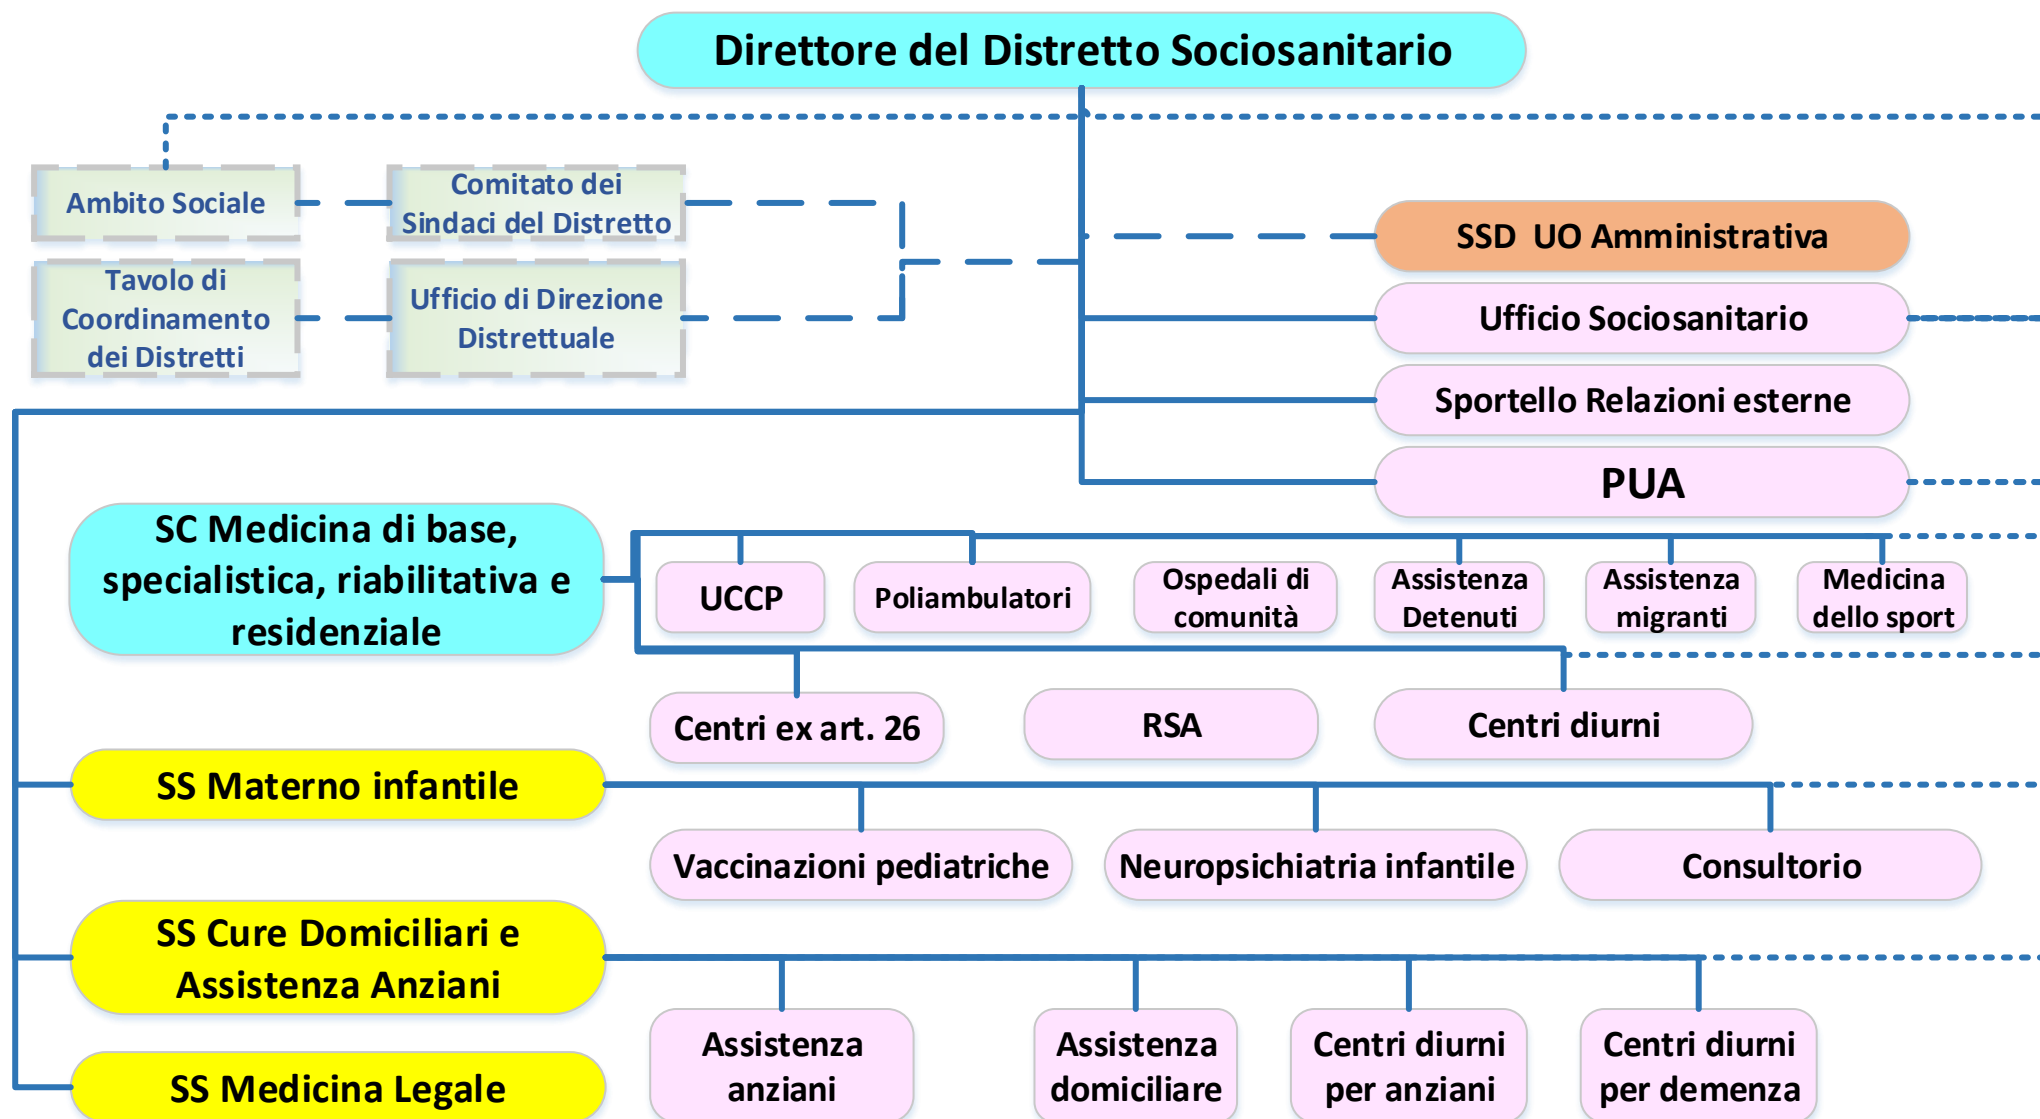 Direttore del Distretto Sociosanitario
Ambito Sociale
Comitato dei
Sindaci del Distretto
Tavolo di
Coordinamento
dei Distretti
Ufficio di Direzione
Distrettuale
SSD UO Amministrativa
Ufficio Sociosanitario
Sportello Relazioni esterne
PUA
SC Medicina di base,
specialistica, riabilitativa e
residenziale
UCCP
Poliambulatori
Ospedali di
comunità
Assistenza
Detenuti
Assistenza
migranti
Medicina
dello sport
Centri ex art. 26
RSA
Centri diurni
SS Materno infantile
Vaccinazioni pediatriche
Neuropsichiatria infantile
Consultorio
SS Cure Domiciliari e
Assistenza Anziani
Assistenza
anziani
Assistenza
domiciliare
Centri diurni
per anziani
Centri diurni
per demenza
SS Medicina Legale